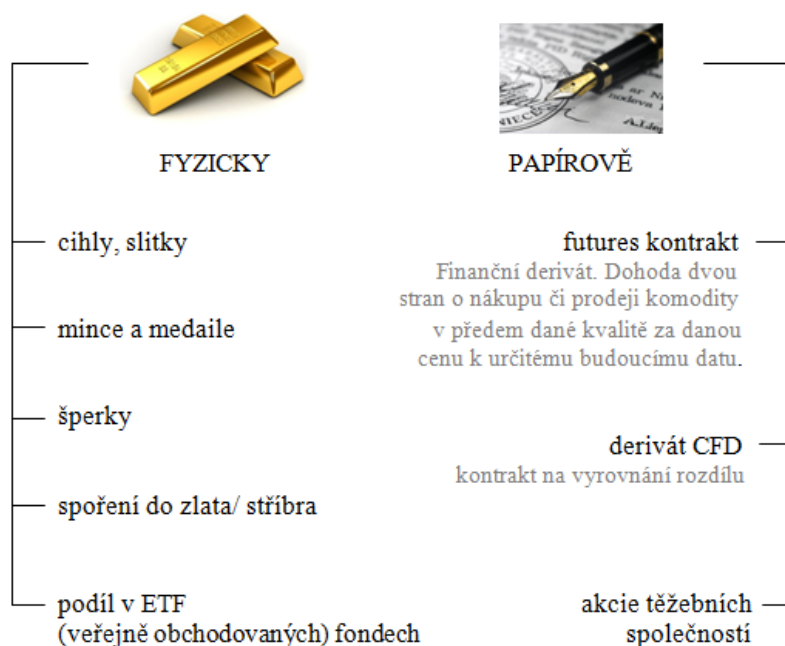 FYZICKY
cihly, slitky
mince a medaile
šperky
spoření do zlata/ stříbra
podíl v ETF
(veřejně obchodovaných) fondech
PAPÍROVĚ
futures kontrakt
Finanční derivát. Dohoda dvou
stran o nákupu či prodeji komodity
v předem dané kvalitě za danou
cenu k určitému budoucímu datu.
derivát CFD
kontrakt na vyrovnání rozdílu
akcie těžebních
společností